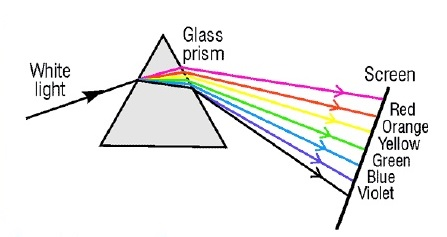 Glass
prism
White
light
Screen
Red
Orange
Yellow
Green
Blue
Violet